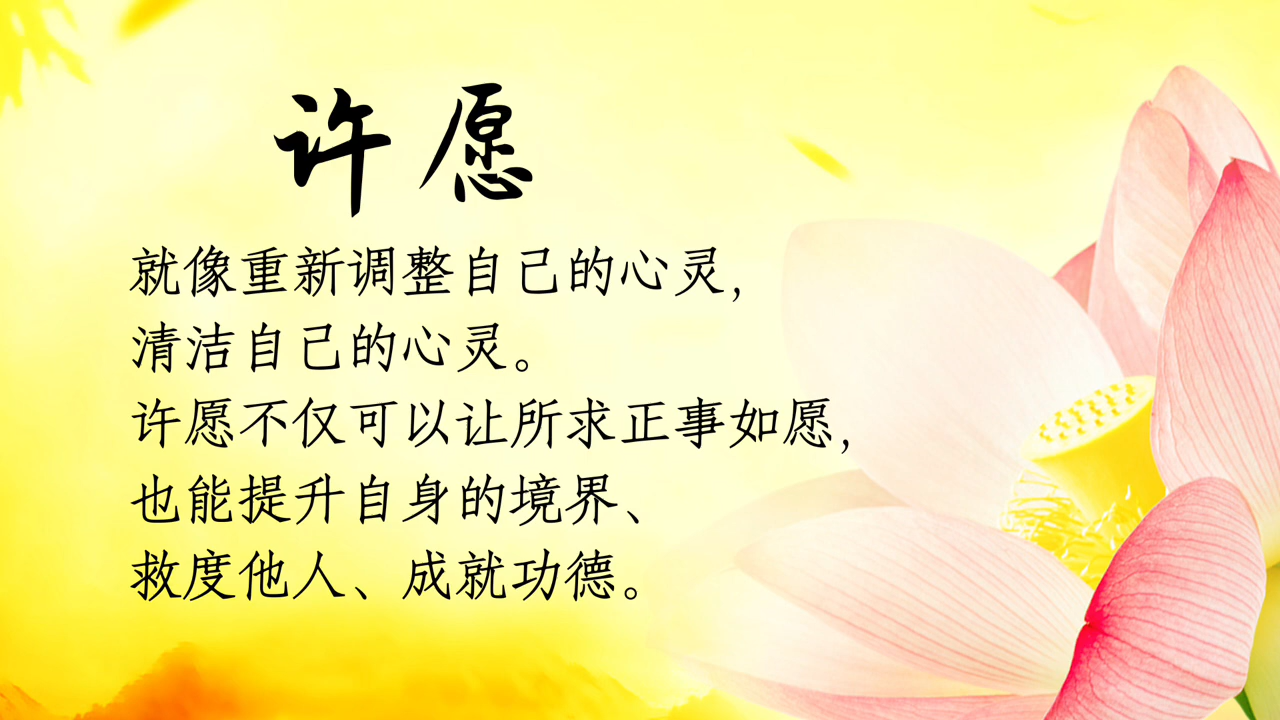 许愿
就像重新调整自己的心灵，
清洁自己的心灵。
许愿不仅可以让所求正事如愿，
也能提升自身的境界、
救度他人、成就功德。